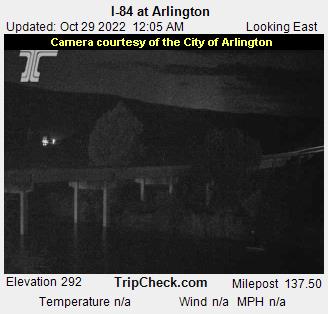 I-84 at Arlington
Updated: Oct 29 2022 12:05 AM Looking East
Camera courtesy of the City of Arlington
Elevation 292 TripCheck.com Milepost 137.50
Temperature n/a Wind n/a MPH n/a